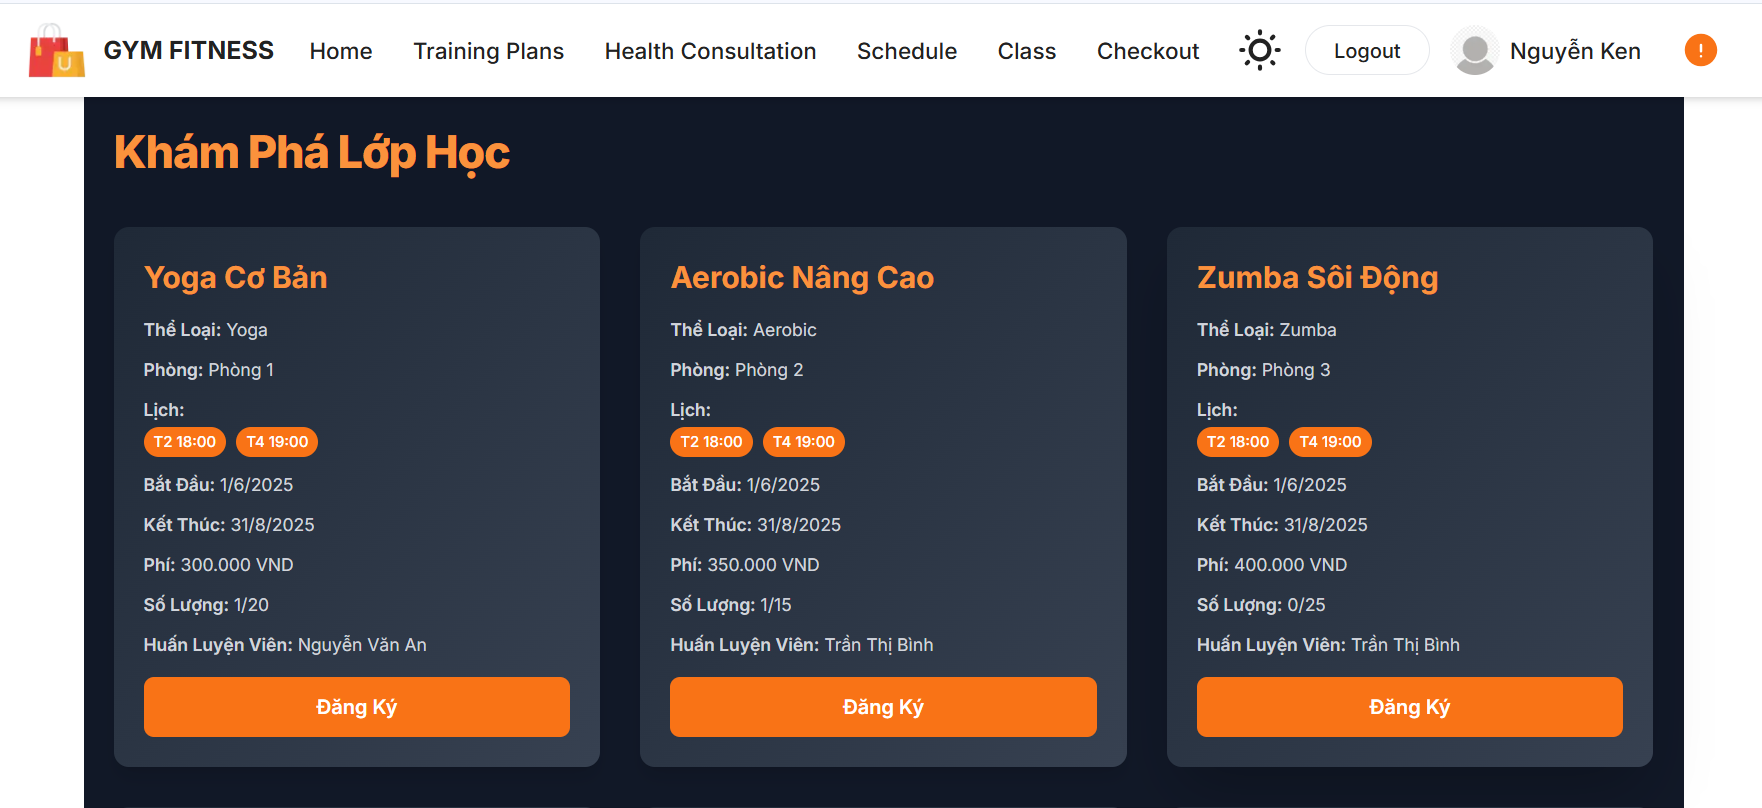 GYM FITNESS Home Training Plans Health Consultation Schedule Class Checkout Logout Nguyễn Ken
Khám Phá Lớp Học
Yoga Cơ Bản
Thể Loại: Yoga
Phòng: Phòng 1
Lịch:
T2 18:00 T4 19:00
Bắt Đầu: 1/6/2025
Kết Thúc: 31/8/2025
Phí: 300.000 VND
Số Lượng: 1/20
Huấn Luyện Viên: Nguyễn Văn An
Đăng Ký
Aerobic Nâng Cao
Thể Loại: Aerobic
Phòng: Phòng 2
Lịch:
T2 18:00 T4 19:00
Bắt Đầu: 1/6/2025
Kết Thúc: 31/8/2025
Phí: 350.000 VND
Số Lượng: 1/15
Huấn Luyện Viên: Trần Thị Bình
Đăng Ký
Zumba Sôi Động
Thể Loại: Zumba
Phòng: Phòng 3
Lịch:
T2 18:00 T4 19:00
Bắt Đầu: 1/6/2025
Kết Thúc: 31/8/2025
Phí: 400.000 VND
Số Lượng: 0/25
Huấn Luyện Viên: Trần Thị Bình
Đăng Ký